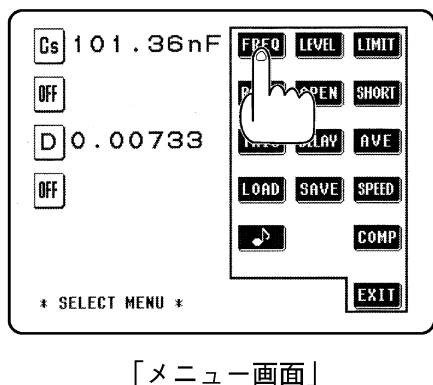 Cs 101.36nF FREQ LEVEL LIMIT
OFF SHORT
D 0.00733 AVE
OFF LOAD SAVE SPEED
♪ COMP
* SELECT MENU * EXIT
「メニュー画面」